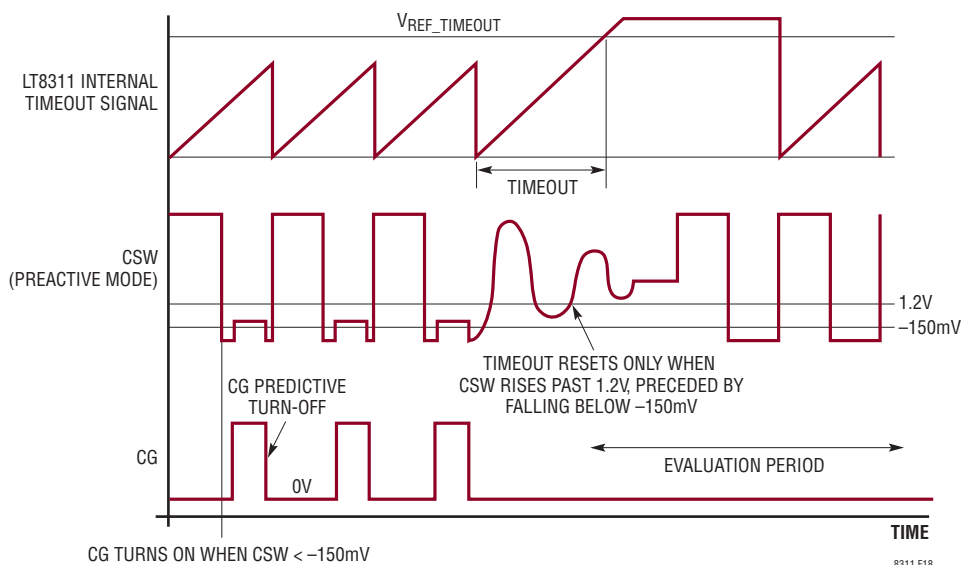 VREF_TIMEOUT
LT8311 INTERNAL
TIMEOUT SIGNAL
TIMEOUT
CSW
(PREACTIVE MODE)
1.2V
–150mV
TIMEOUT RESETS ONLY WHEN
CSW RISES PAST 1.2V, PRECEDED BY
FALLING BELOW –150mV
CG PREDICTIVE
TURN-OFF
CG
0V
EVALUATION PERIOD
TIME
CG TURNS ON WHEN CSW < –150mV
8311 F18